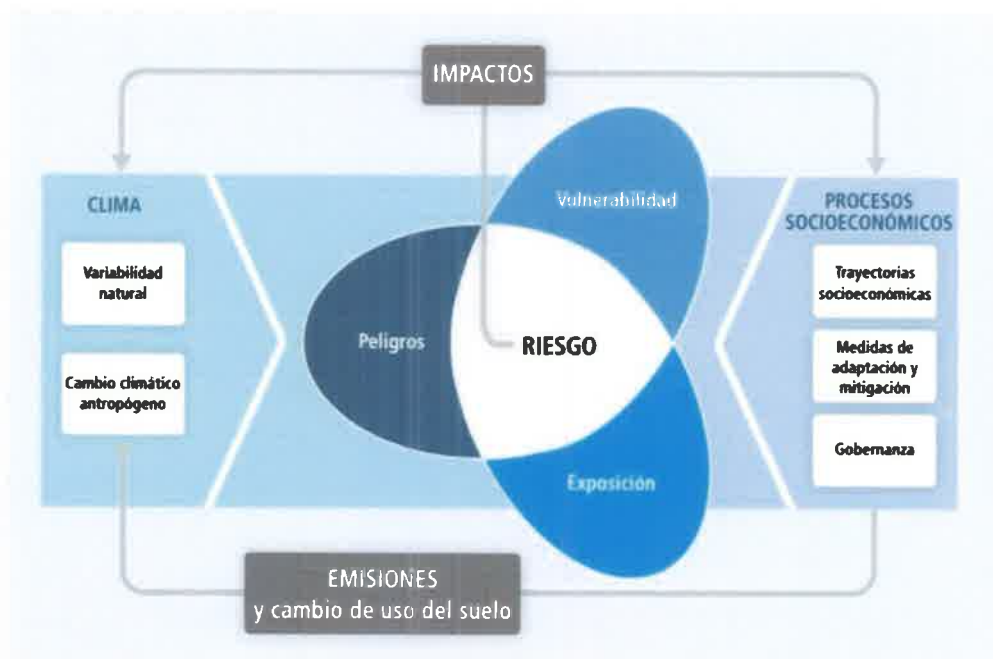 IMPACTOS
CLIMA
Variabilidad
natural
Cambio climático
antropógeno
Peligros
Vulnerabilidad
RIESGO
Exposición
PROCESOS
SOCIOECONÓMICOS
Trayectorias
socioeconómicas
Medidas de
adaptación y
mitigación
Gobernanza
EMISIONES
y cambio de uso del suelo